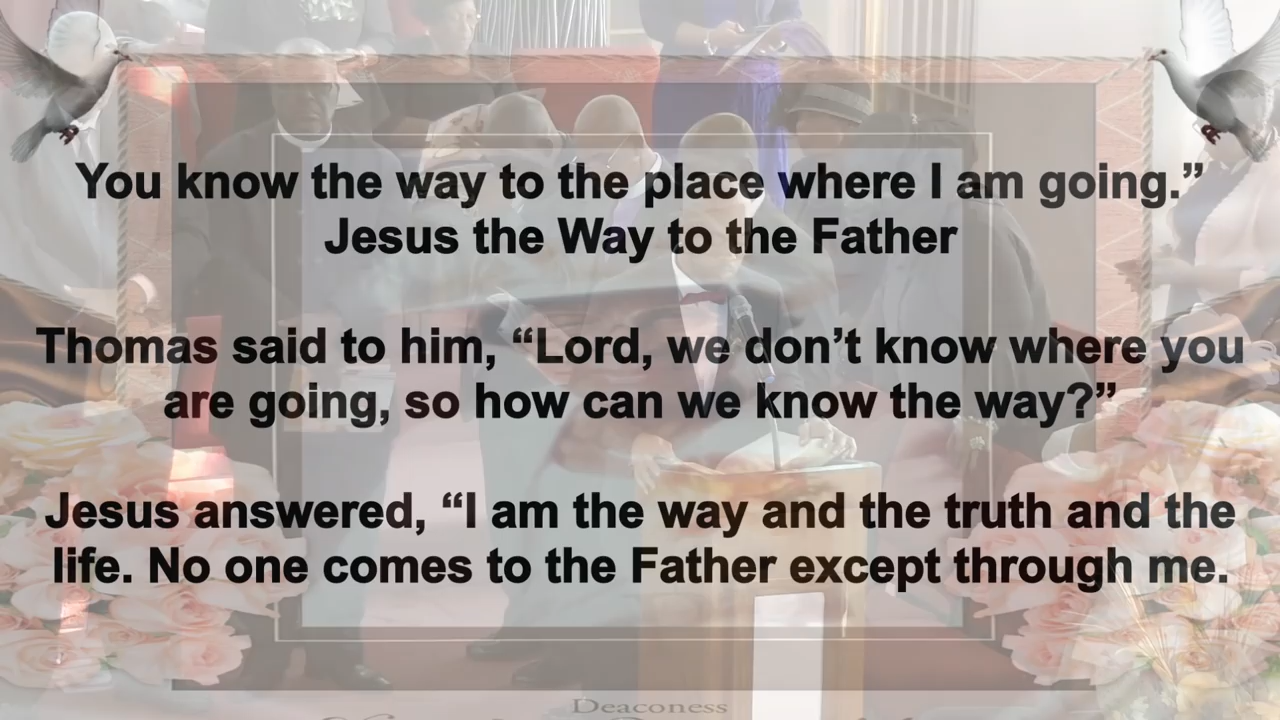 You know the way to the place where I am going.”
Jesus the Way to the Father
Thomas said to him, “Lord, we don’t know where you
are going, so how can we know the way?”
Jesus answered, “I am the way and the truth and the
life. No one comes to the Father except through me.
Deaconess